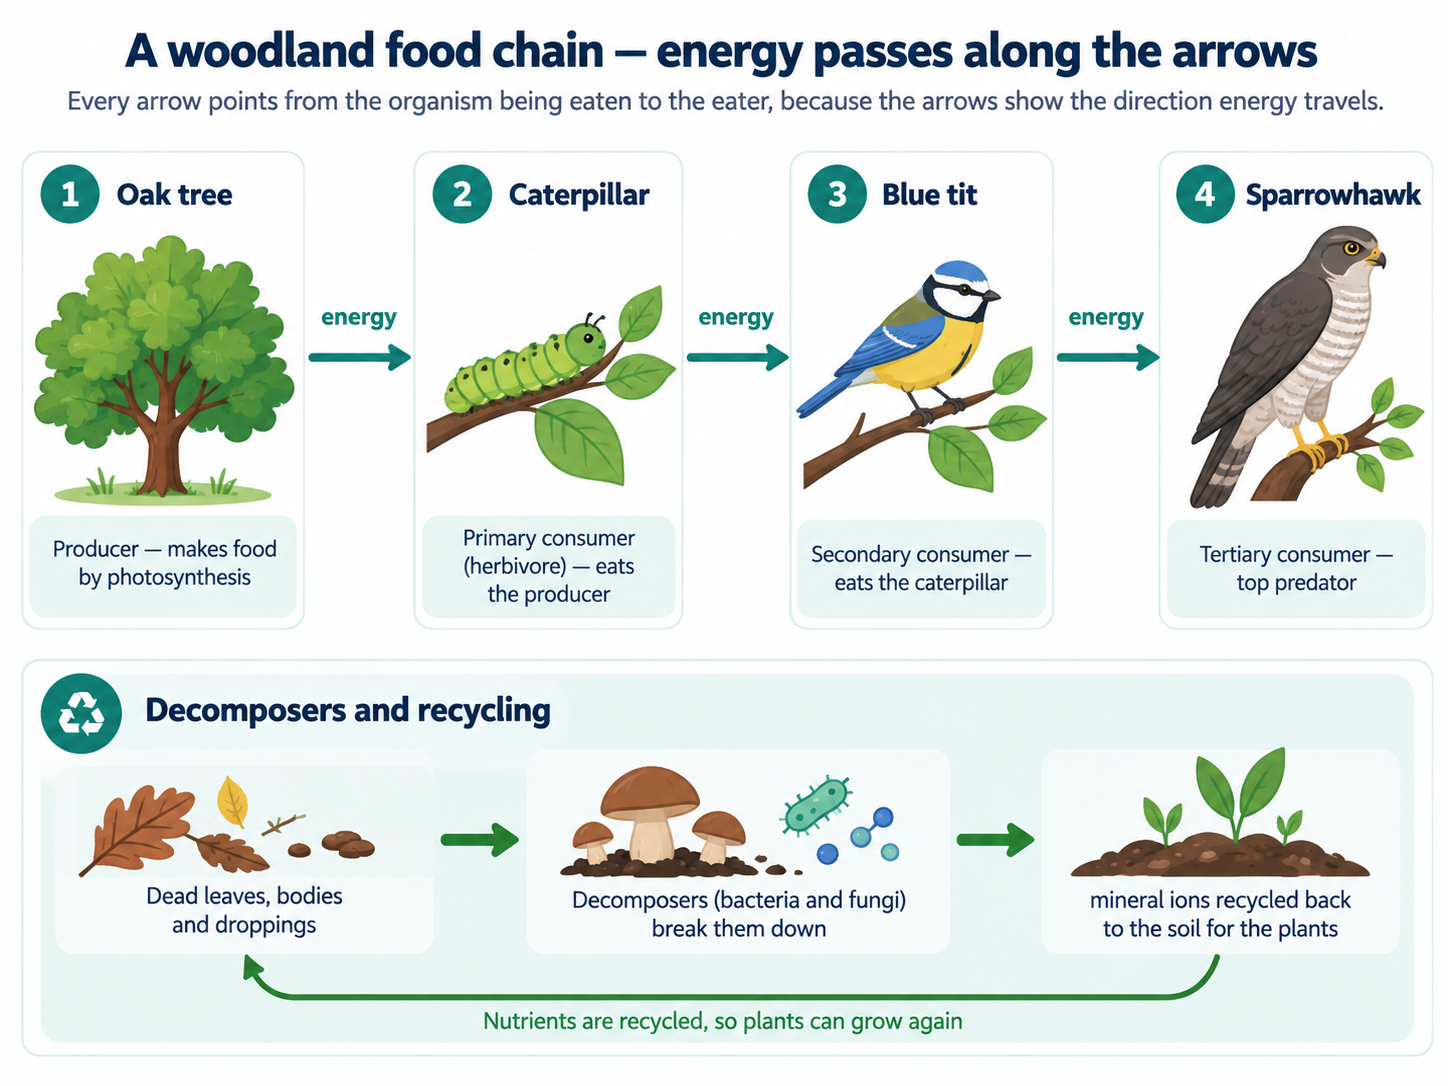 A woodland food chain — energy passes along the arrows
Every arrow points from the organism being eaten to the eater, because the arrows show the direction energy travels.
1 Oak tree
Producer — makes food
by photosynthesis
energy
2 Caterpillar
Primary consumer
(herbivore) — eats
the producer
energy
3 Blue tit
Secondary consumer —
eats the caterpillar
energy
4 Sparrowhawk
Tertiary consumer —
top predator
Decomposers and recycling
Dead leaves, bodies
and droppings
Decomposers (bacteria and fungi)
break them down
mineral ions recycled back
to the soil for the plants
Nutrients are recycled, so plants can grow again